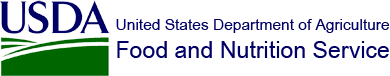 USDA
United States Department of Agriculture
Food and Nutrition Service